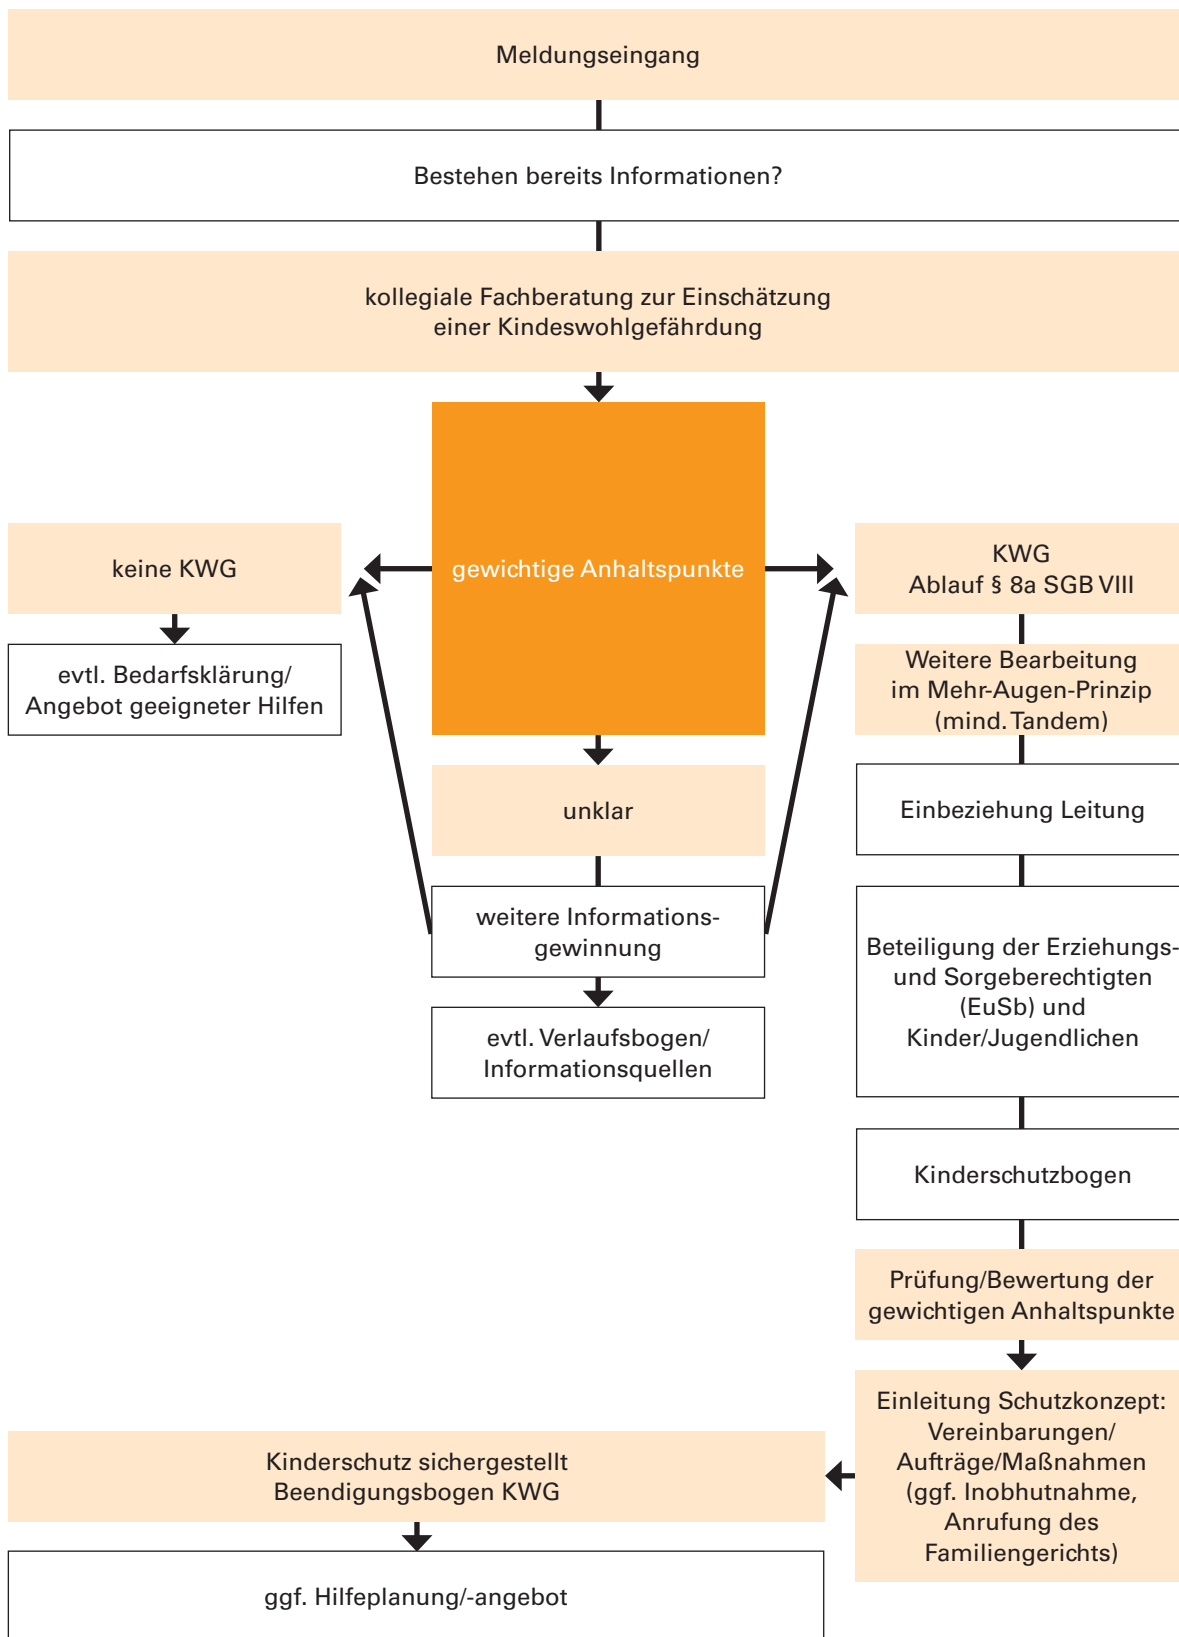 Meldungseingang
Bestehen bereits Informationen?
kollegiale Fachberatung zur Einschätzung
einer Kindeswohlgefährdung
gewichtige Anhaltspunkte
keine KWG
evtl. Bedarfsklärung/
Angebot geeigneter Hilfen
unklar
weitere Informations-
gewinnung
evtl. Verlaufsbogen/
Informationsquellen
KWG
Ablauf § 8a SGB VIII
Weitere Bearbeitung
im Mehr-Augen-Prinzip
(mind. Tandem)
Einbeziehung Leitung
Beteiligung der Erziehungs-
und Sorgeberechtigten
(EuSb) und
Kinder/Jugendlichen
Kinderschutzbogen
Prüfung/Bewertung der
gewichtigen Anhaltspunkte
Einleitung Schutzkonzept:
Vereinbarungen/
Aufträge/Maßnahmen
(ggf. Inobhutnahme,
Anrufung des
Familiengerichts)
Kinderschutz sichergestellt
Beendigungsbogen KWG
ggf. Hilfeplanung/-angebot